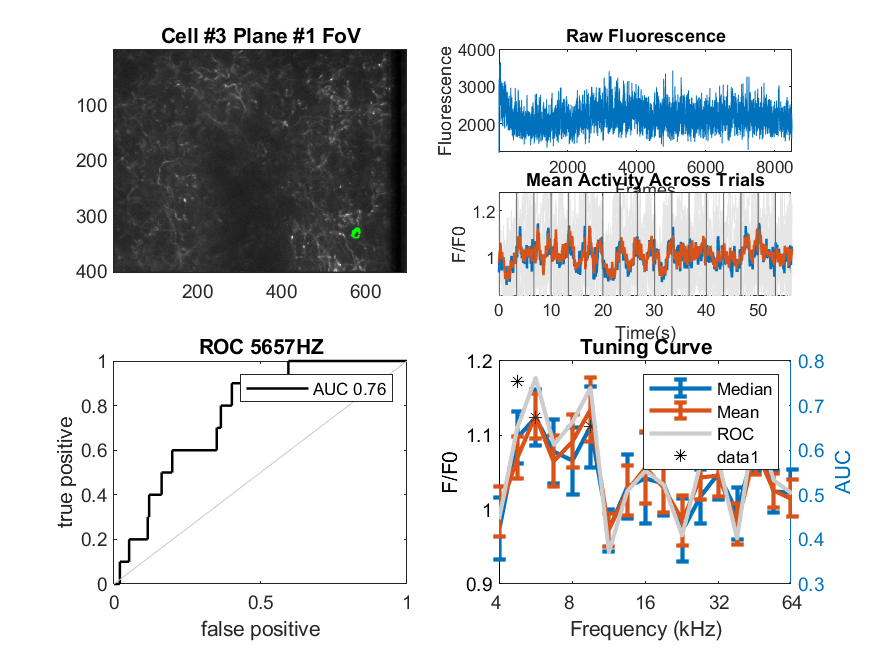 Cell #3 Plane #1 FoV
100
200
300
400
200
400
600
Raw Fluorescence
Fluorescence
4000
3000
2000
2000
4000
6000
8000
Frames
Mean Activity Across Trials
F/F0
1.2
1
0
10
20
30
40
50
Time(s)
ROC 5657HZ
true positive
1
0.8
0.6
0.4
0.2
0
AUC 0.76
0
0.5
1
false positive
Tuning Curve
F/F0
1.2
1.1
1
0.9
Median
Mean
ROC
data1
0.8
0.7
0.6
0.5
0.4
0.3
AUC
4
8
16
32
64
Frequency (kHz)